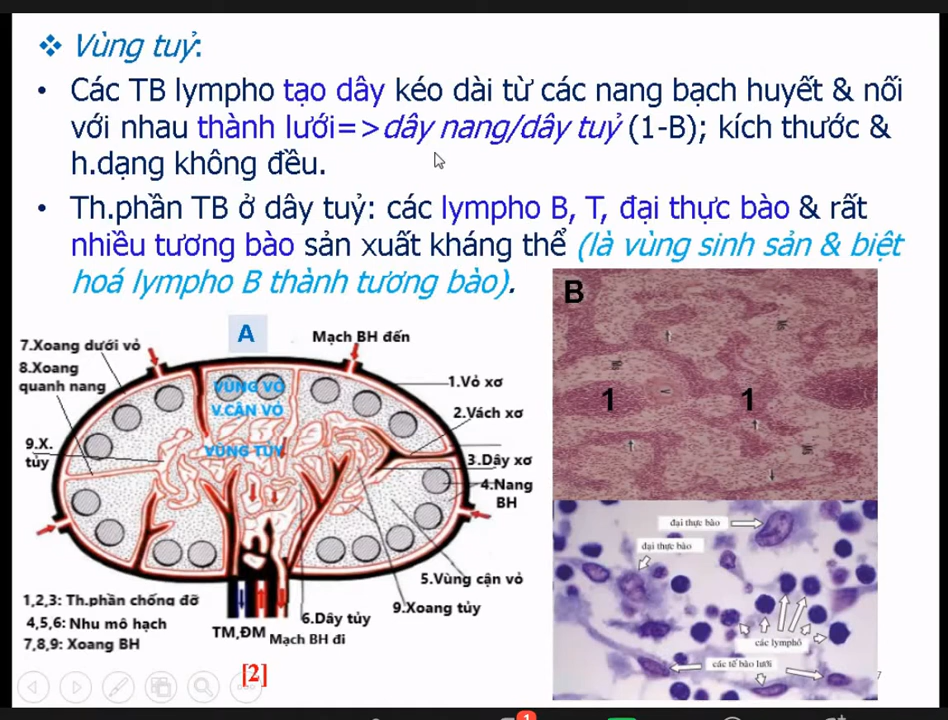 ❖ Vùng tuỷ:
• Các TB lympho tạo dây kéo dài từ các nang bạch huyết & nối
với nhau thành lưới=>dây nang/dây tuỷ (1-B); kích thước &
h.dạng không đều.
• Th.phần TB ở dây tuỷ: các lympho B, T, đại thực bào & rất
nhiều tương bào sản xuất kháng thể (là vùng sinh sản & biệt
hoá lympho B thành tương bào).
A
Mạch BH đến
7.Xoang dưới vỏ
8.Xoang
quanh nang
9.X.
tủy
VÙNG VỎ
V.CẬN VỎ
VÙNG TỦY
1.Vỏ xơ
2.Vách xơ
3.Dây xơ
4.Nang
BH
5.Vùng cận vỏ
9.Xoang tủy
6.Dây tủy
TM,ĐM
Mạch BH đi
1,2,3: Th.phần chống đỡ
4,5,6: Nhu mô hạch
7,8,9: Xoang BH
[2]
B
1
1
đại thực bào
đại thực bào
các lymphô
các tế bào lưới
7
1